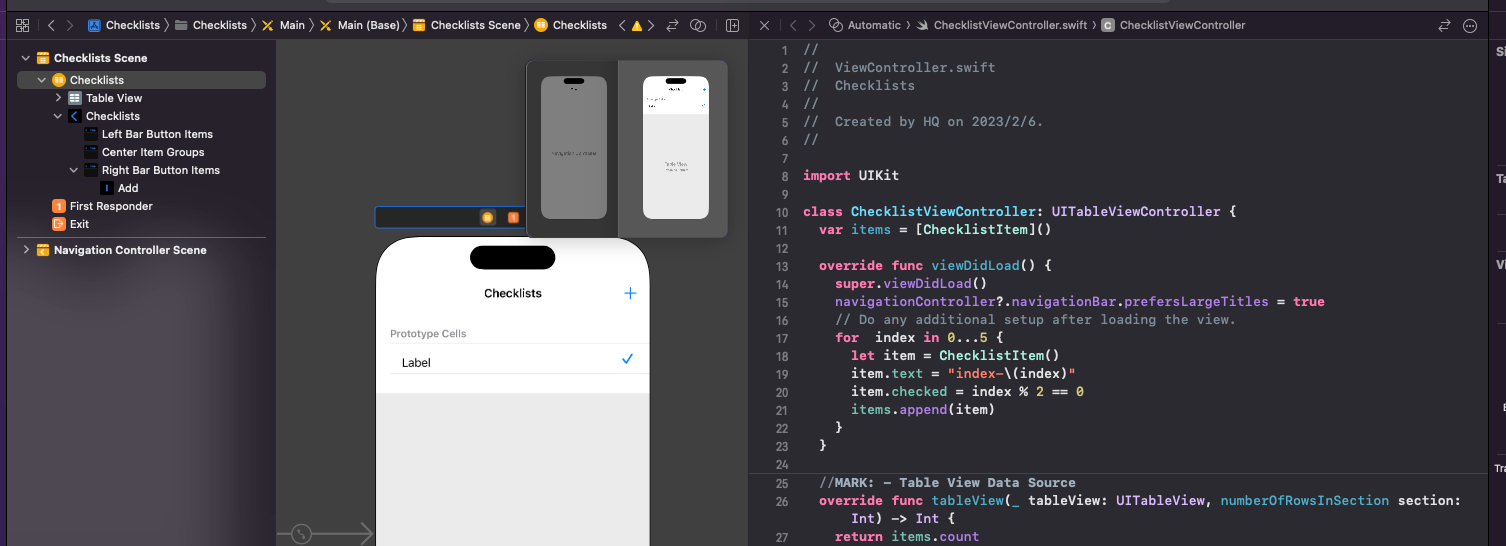 Checklists
Checklists
Main
Main (Base)
Checklists Scene
Checklists
Automatic
ChecklistViewController.swift
C
ChecklistViewController
Checklists Scene
Checklists
Table View
Checklists
Left Bar Button Items
Center Item Groups
Right Bar Button Items
Add
1
First Responder
Exit
Navigation Controller Scene
Table View
1
Checklists
Prototype Cells
Label
1 //
2 //  ViewController.swift
3 //  Checklists
4 //
5 //  Created by HQ on 2023/2/6.
6 //
7
8 import UIKit
9
10 class ChecklistViewController: UITableViewController {
11   var items = [ChecklistItem]()
12
13   override func viewDidLoad() {
14     super.viewDidLoad()
15     navigationController?.navigationBar.prefersLargeTitles = true
16     // Do any additional setup after loading the view.
17     for  index in 0...5 {
18       let item = ChecklistItem()
19       item.text = "index-\(index)"
20       item.checked = index % 2 == 0
21       items.append(item)
22     }
23   }
24
25   //MARK: - Table View Data Source
26   override func tableView(_ tableView: UITableView, numberOfRowsInSection section:
Int) -> Int {
27     return items.count
Si
Ta
Vi
E
Tra